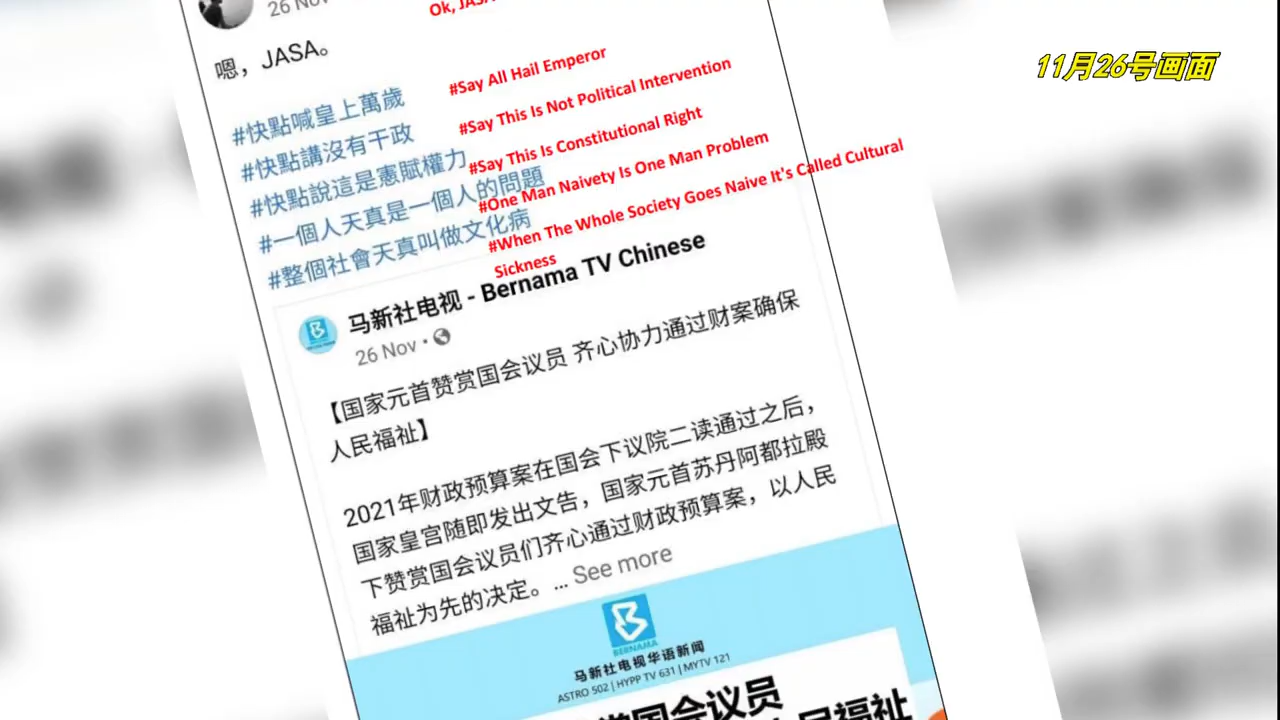 26 Nov
Ok, JASA
11月26号画面
嗯，JASA。
#快點喊皇上萬歲
#快點講沒有干政
#快點說這是憲賦權力
#一個人天真是一個人的問題
#整個社會天真叫做文化病
#Say All Hail Emperor
#Say This Is Not Political Intervention
#Say This Is Constitutional Right
#One Man Naivety Is One Man Problem
#When The Whole Society Goes Naive It's Called Cultural
Sickness
马新社电视 - Bernama TV Chinese
26 Nov
【国家元首赞赏国会议员 齐心协力通过财案确保
人民福祉】
2021年财政预算案在国会下议院二读通过之后，
国家皇宫随即发出文告，国家元首苏丹阿都拉殿
下赞赏国会议员们齐心通过财政预算案，以人民
福祉为先的决定。... See more
BERNAMA
马新社电视华语新闻
ASTRO 502 | HYPP TV 631 | MYTV 121
赏国会议员
人民福祉